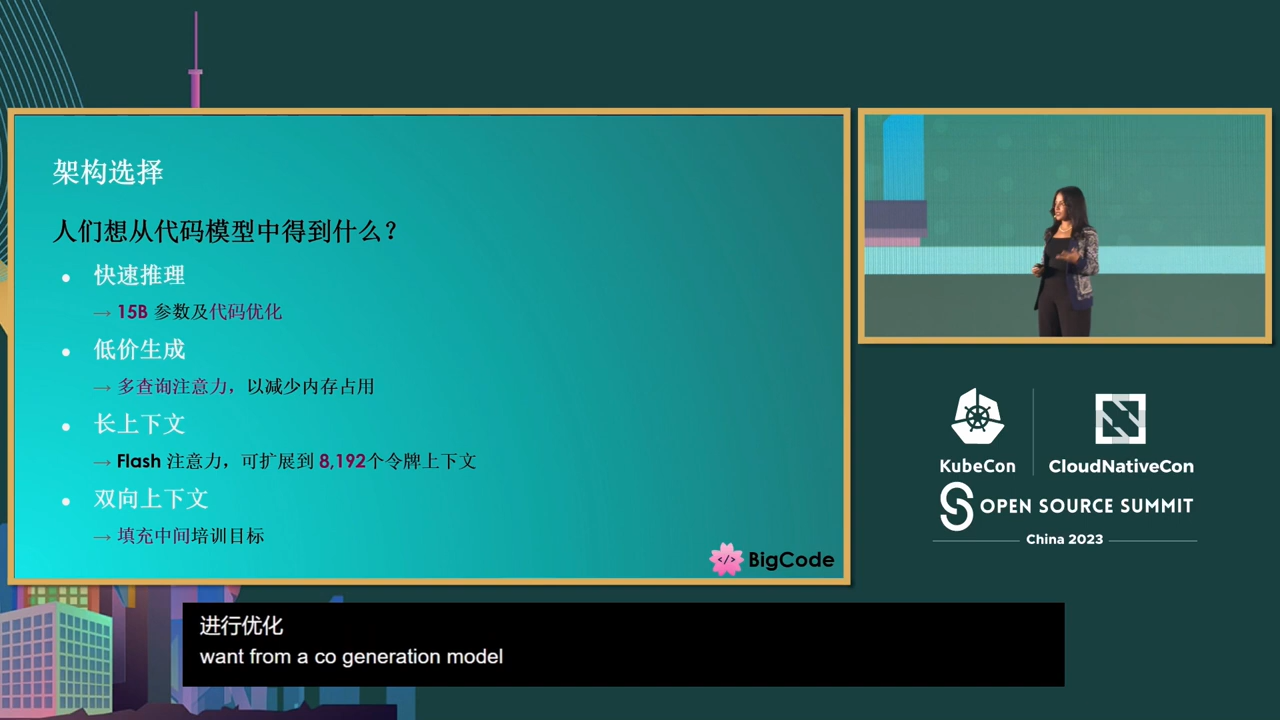 架构选择
人们想从代码模型中得到什么？
• 快速推理
→ 15B 参数及代码优化
• 低价生成
→ 多查询注意力，以减少内存占用
• 长上下文
→ Flash 注意力，可扩展到 8,192个令牌上下文
• 双向上下文
→ 填充中间培训目标
</> BigCode
KubeCon CloudNativeCon
OPEN SOURCE SUMMIT
China 2023
进行优化
want from a co generation model